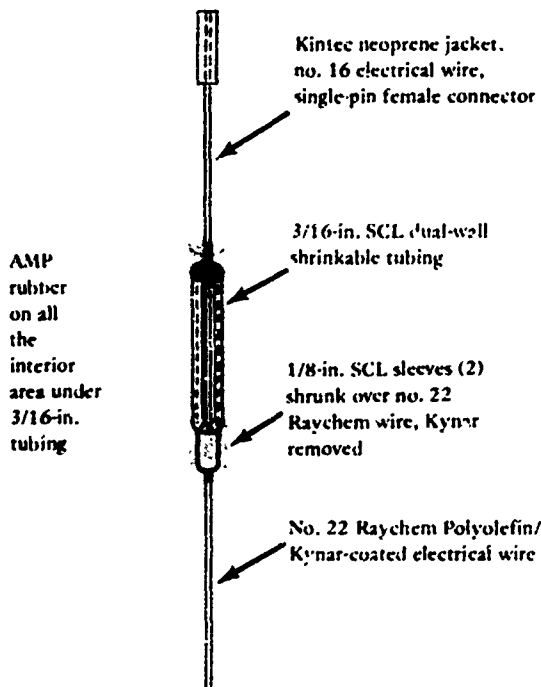 Kintec neoprene jacket,
no. 16 electrical wire,
single-pin female connector
3/16-in. SCL dual-wall
shrinkable tubing
AMP
rubber
on all
the
interior
area under
3/16-in.
tubing
1/8-in. SCL sleeves (2)
shrunk over no. 22
Raychem wire, Kynar
removed
No. 22 Raychem Polyolefin/
Kynar-coated electrical wire